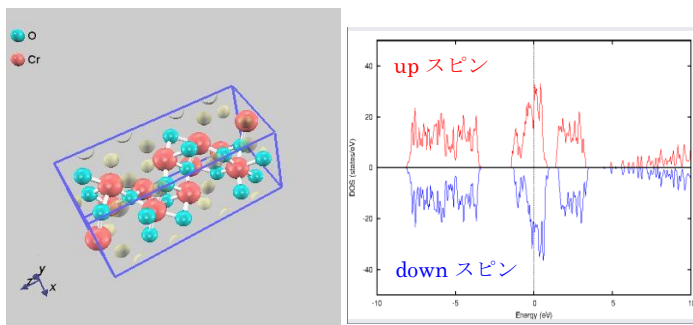 O
Cr
y
z
x
up スピン
down スピン
DOS (states/eV)
40
20
0
-20
-40
-10
-5
0
5
10
Energy (eV)